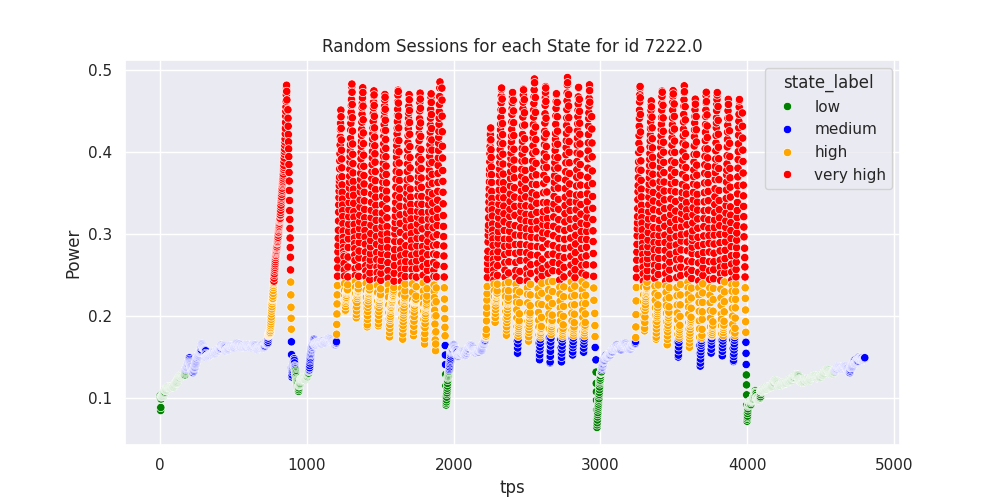 Random Sessions for each State for id 7222.0
Power
0.5
0.4
0.3
0.2
0.1
state_label
low
medium
high
very high
0 1000 2000 3000 4000 5000
tps